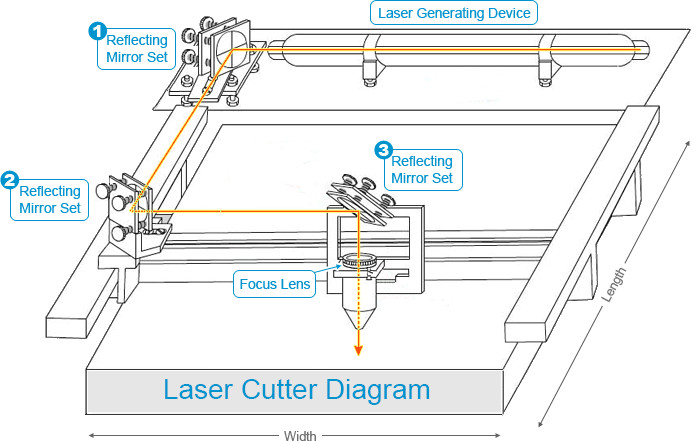 Laser Generating Device
1
Reflecting
Mirror Set
3
Reflecting
Mirror Set
2
Reflecting
Mirror Set
Focus Lens
Length
Laser Cutter Diagram
Width